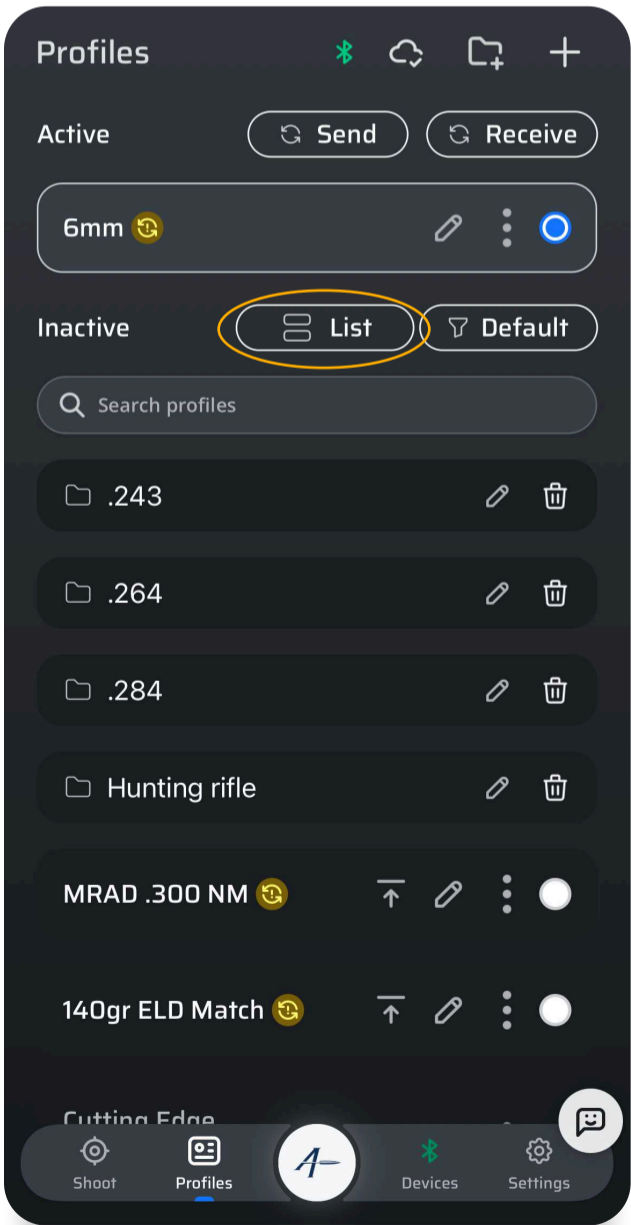 Profiles
Active Send Receive
6mm
Inactive List Default
Search profiles
.243
.264
.284
Hunting rifle
MRAD .300 NM
140gr ELD Match
Cutting Edge
Shoot Profiles A Devices Settings